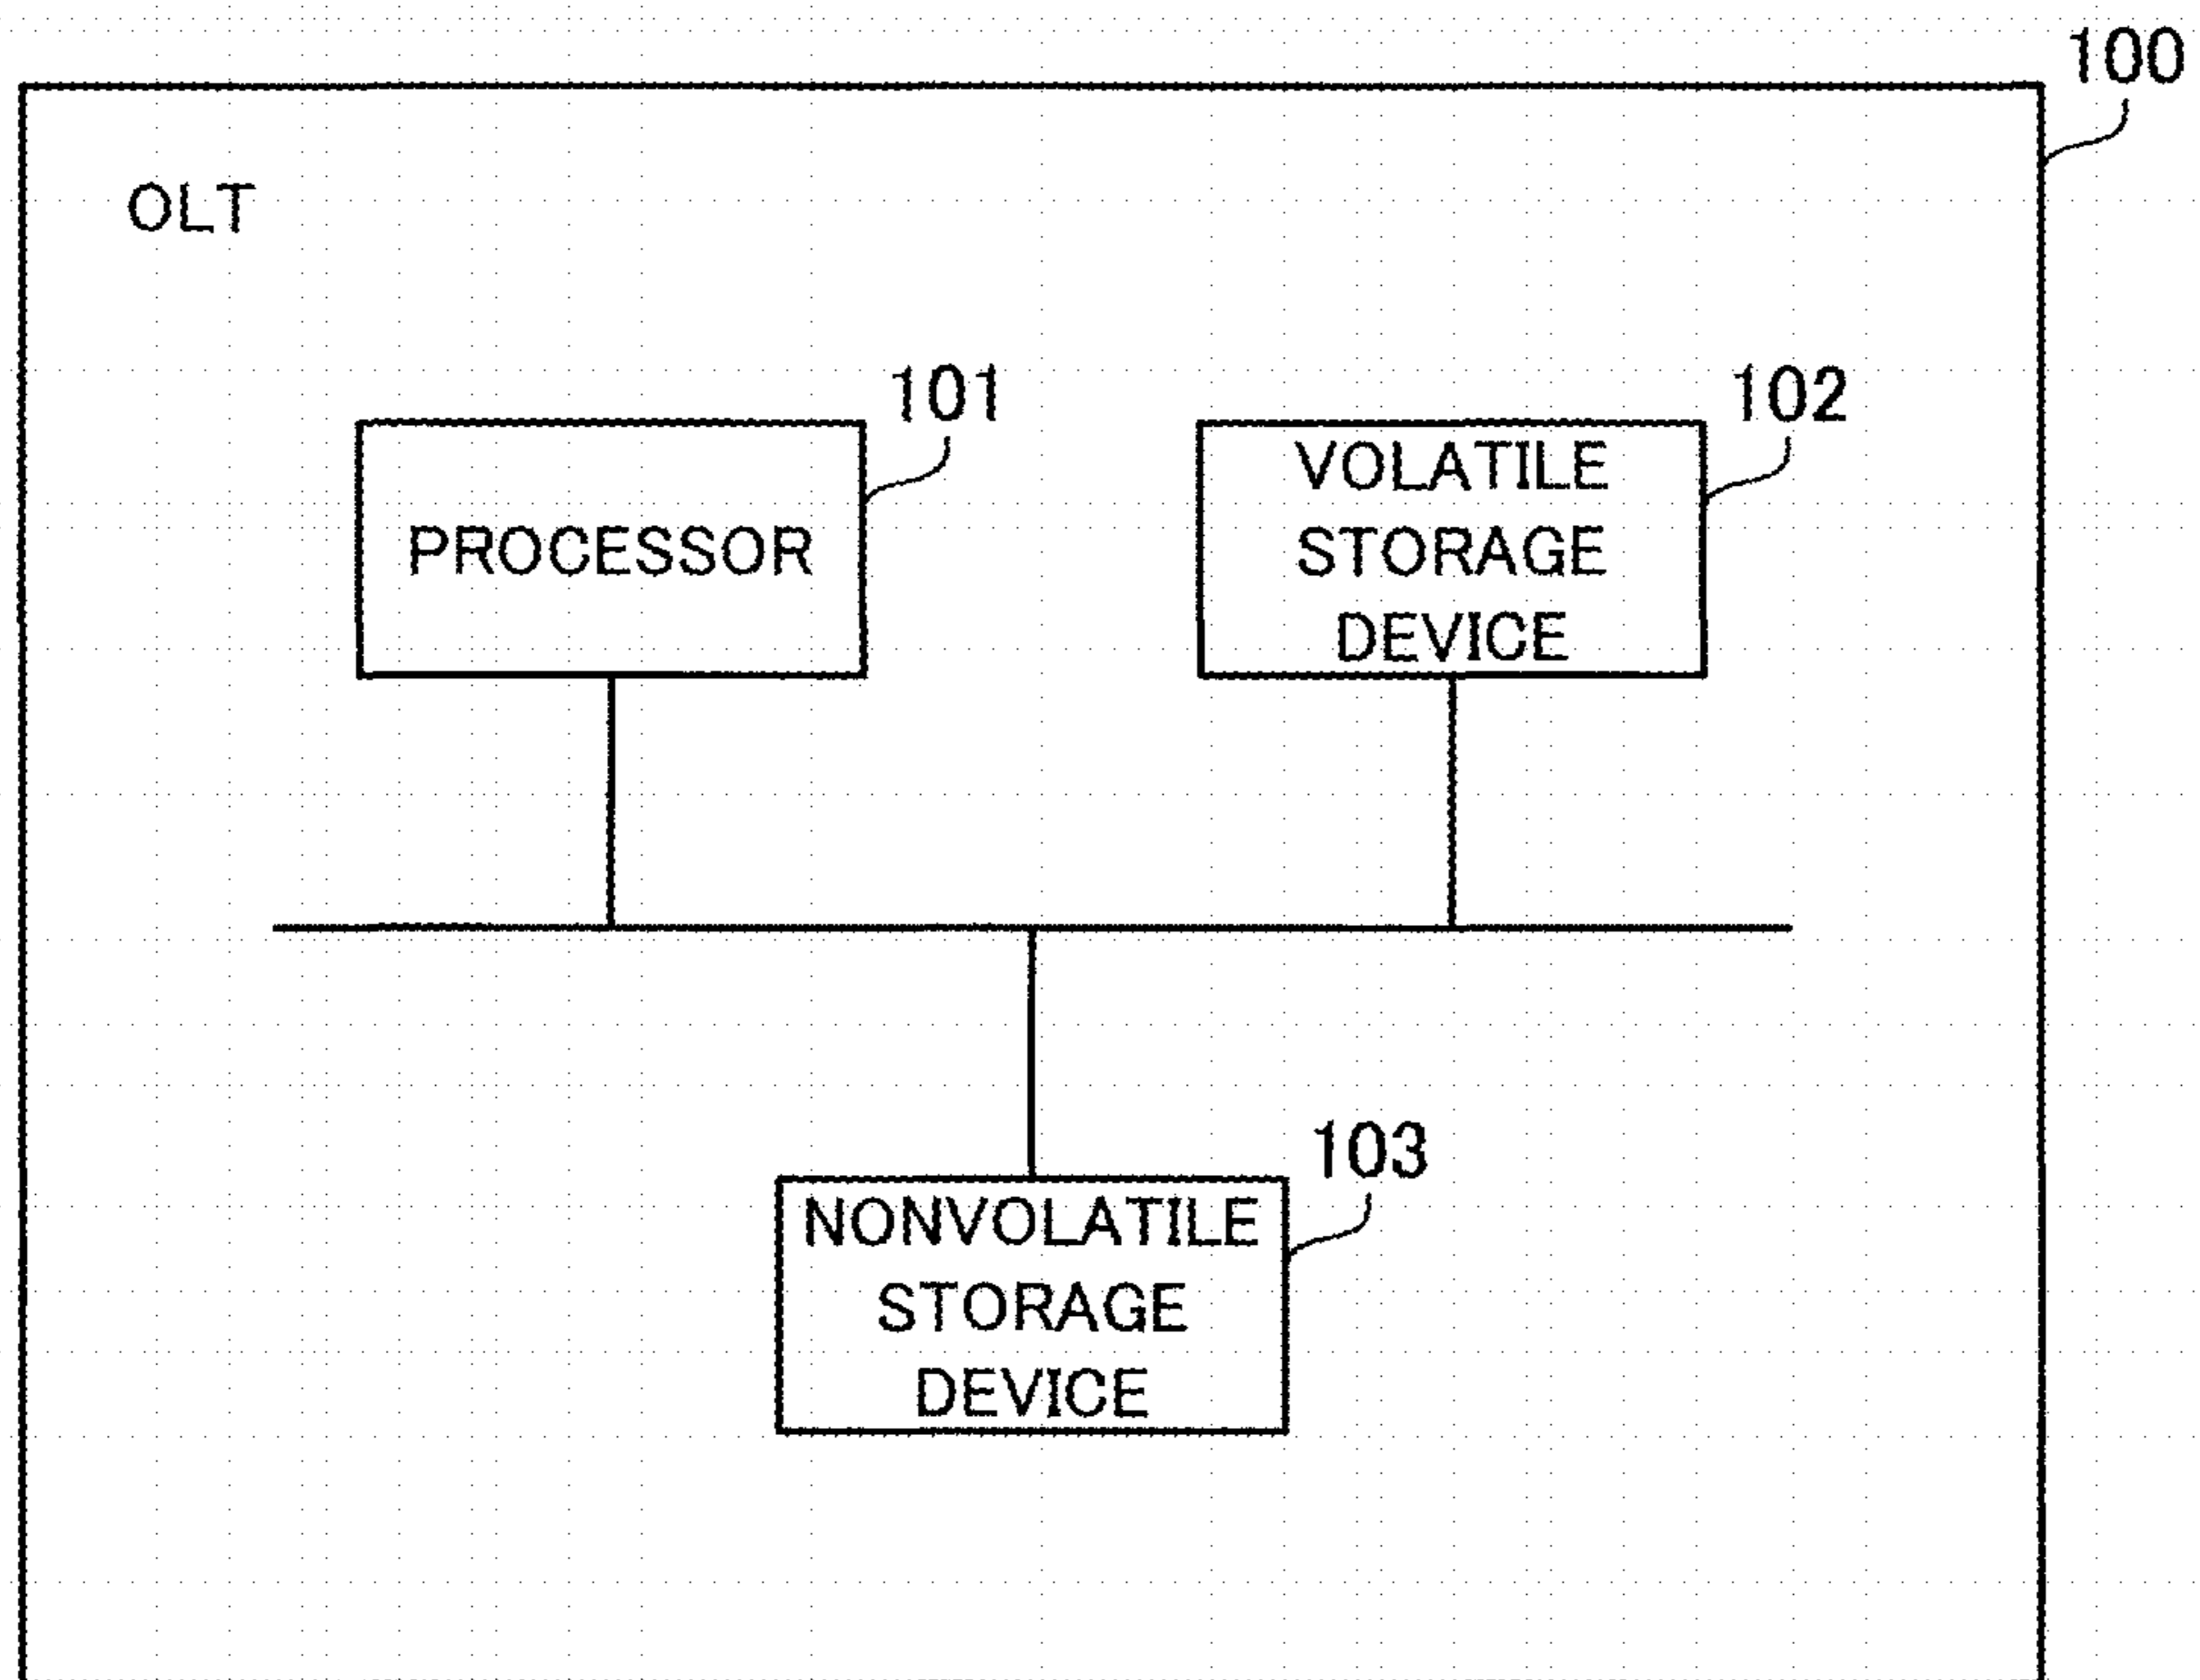 100
OLT
101
102
PROCESSOR
VOLATILE
STORAGE
DEVICE
103
NONVOLATILE
STORAGE
DEVICE